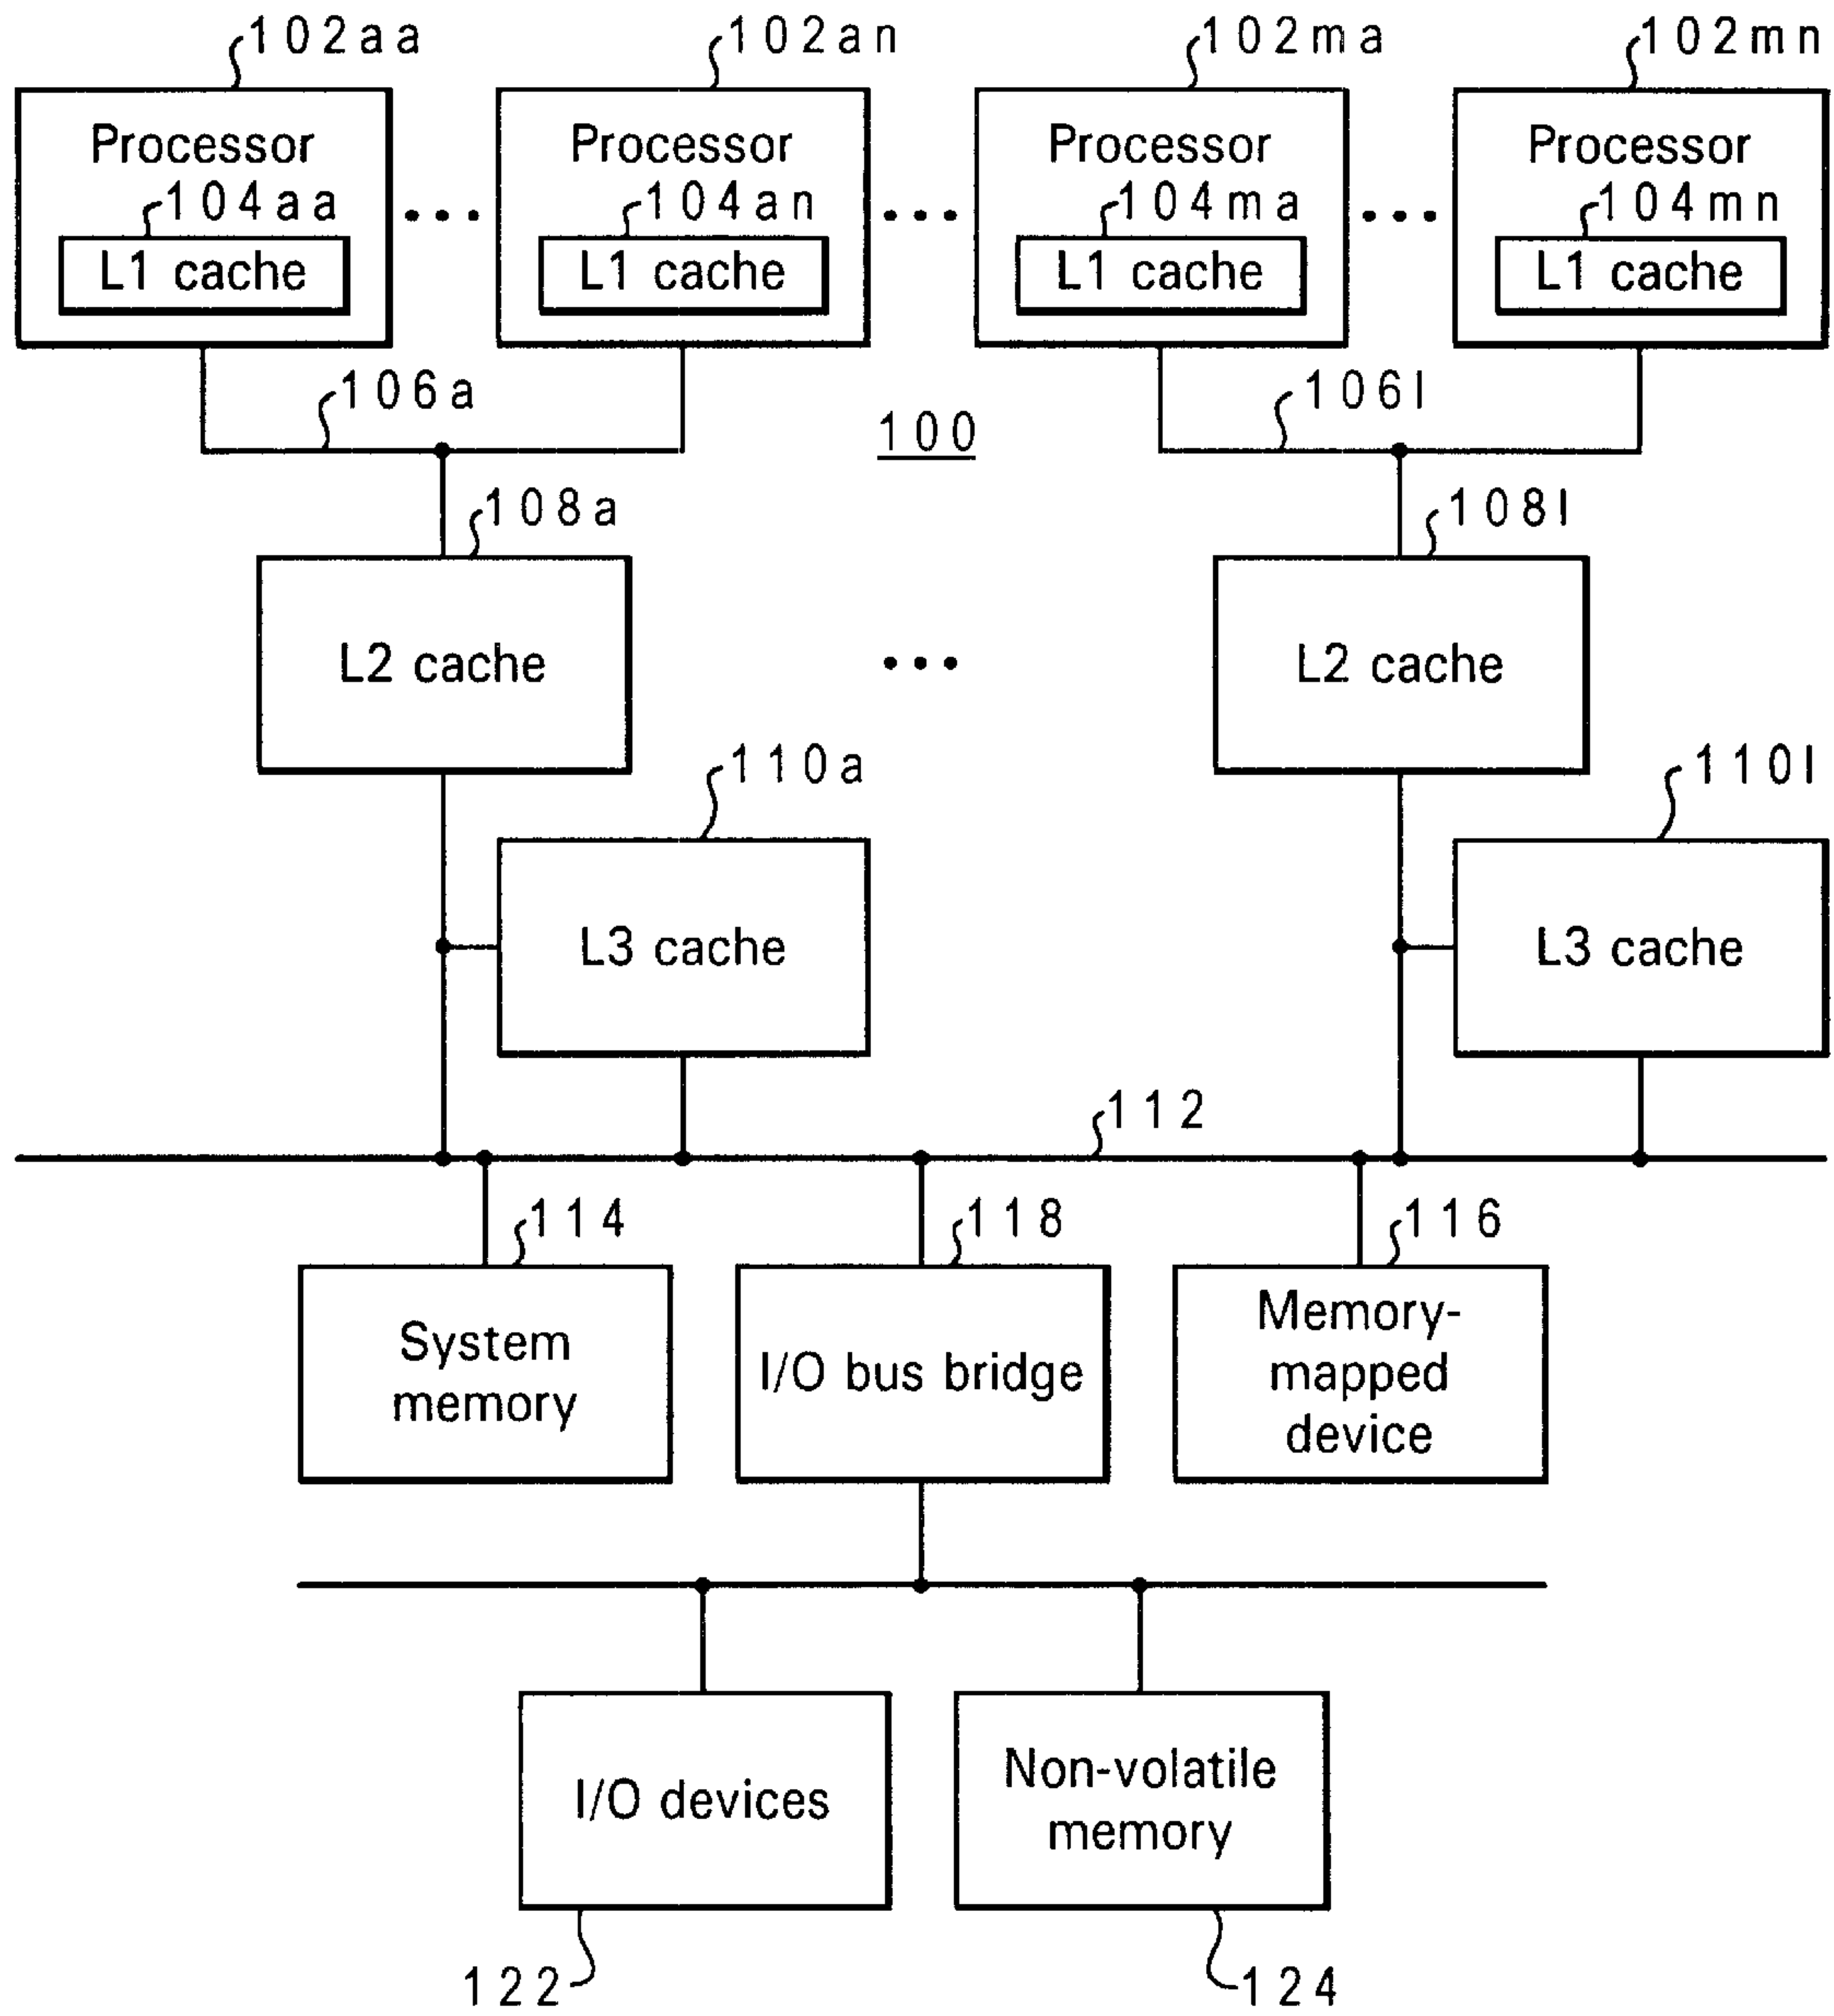 102aa
102an
102ma
102mn
Processor
Processor
Processor
Processor
104aa
104an
104ma
104mn
L1 cache
L1 cache
L1 cache
L1 cache
106a
106l
100
108a
108l
L2 cache
L2 cache
110a
110l
L3 cache
L3 cache
112
114
118
116
System
memory
I/O bus bridge
Memory-
mapped
device
I/O devices
Non-volatile
memory
122
124